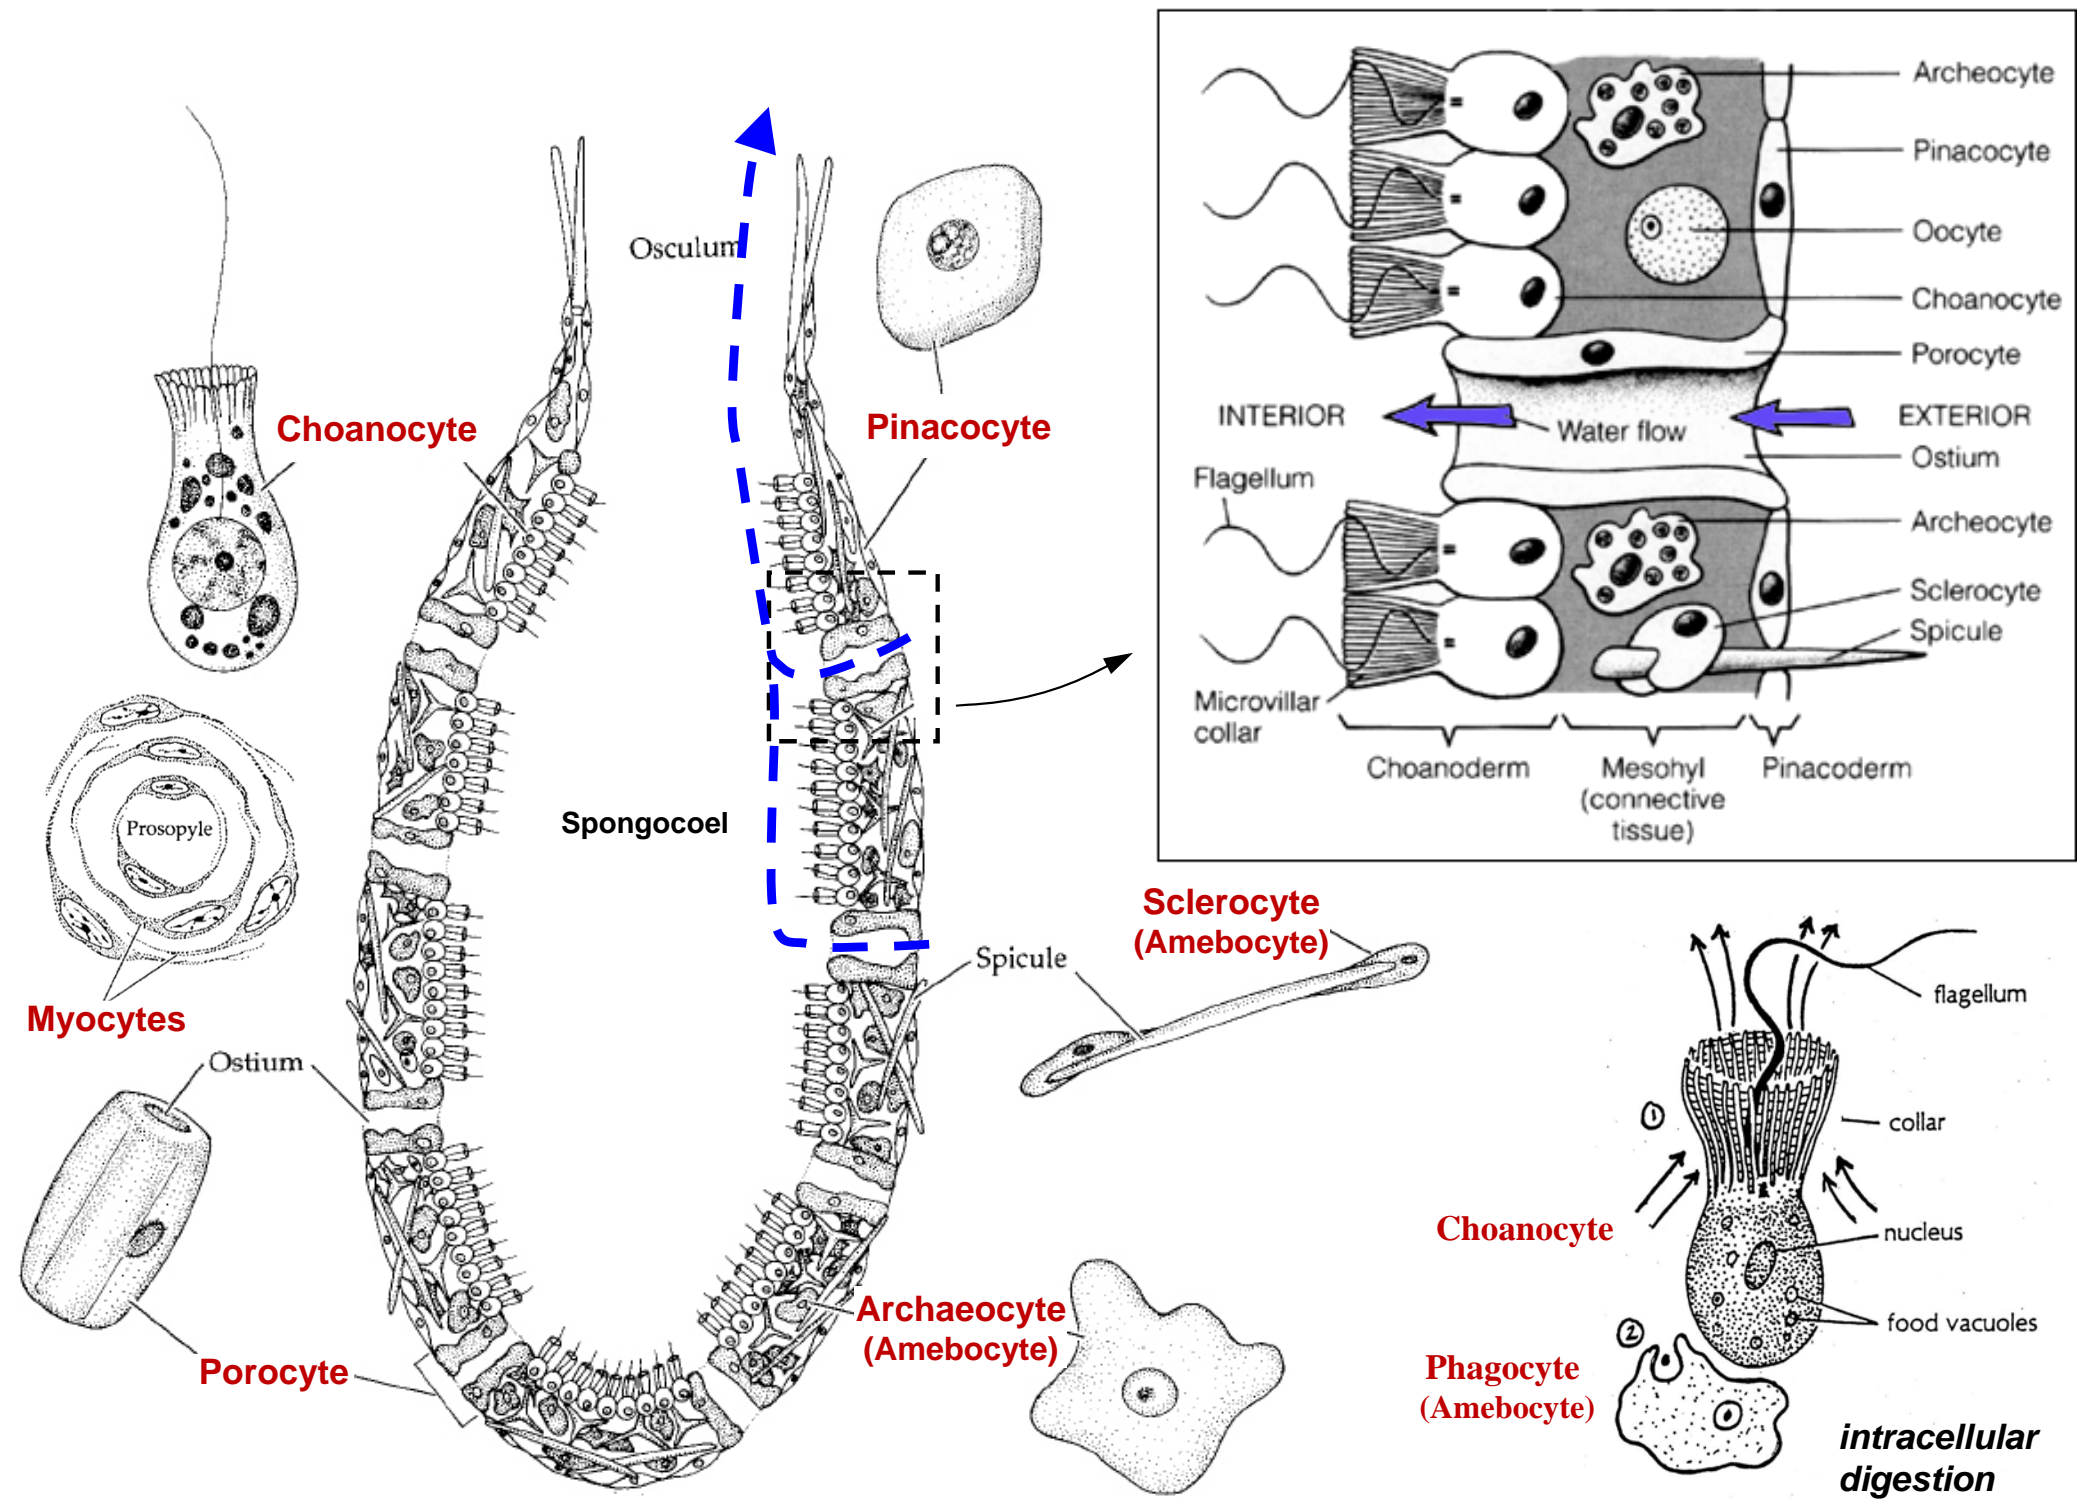 Osculum
Choanocyte
Pinacocyte
Prosopyle
Spongocoel
Myocytes
Ostium
Porocyte
Spicule
Sclerocyte
(Amebocyte)
Archaeocyte
(Amebocyte)
Archeocyte
Pinacocyte
Oocyte
Choanocyte
Porocyte
INTERIOR
Water flow
EXTERIOR
Ostium
Flagellum
Archeocyte
Sclerocyte
Spicule
Microvillar
collar
Choanoderm
Mesohyl
(connective
tissue)
Pinacoderm
flagellum
1
collar
Choanocyte
nucleus
food vacuoles
2
Phagocyte
(Amebocyte)
intracellular
digestion